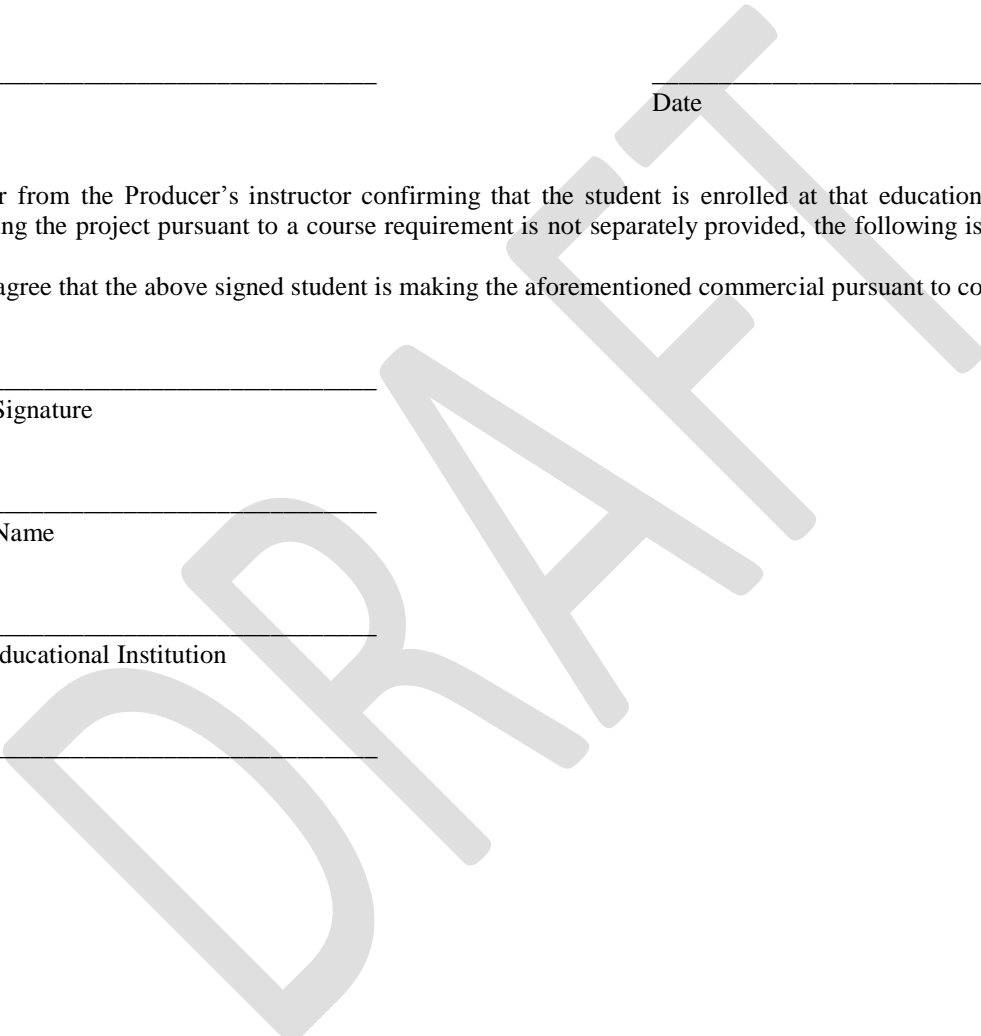 Date
r from the Producer’s instructor confirming that the student is enrolled at that education
ing the project pursuant to a course requirement is not separately provided, the following is
agree that the above signed student is making the aforementioned commercial pursuant to co
Signature
Name
ducational Institution
DRAFT